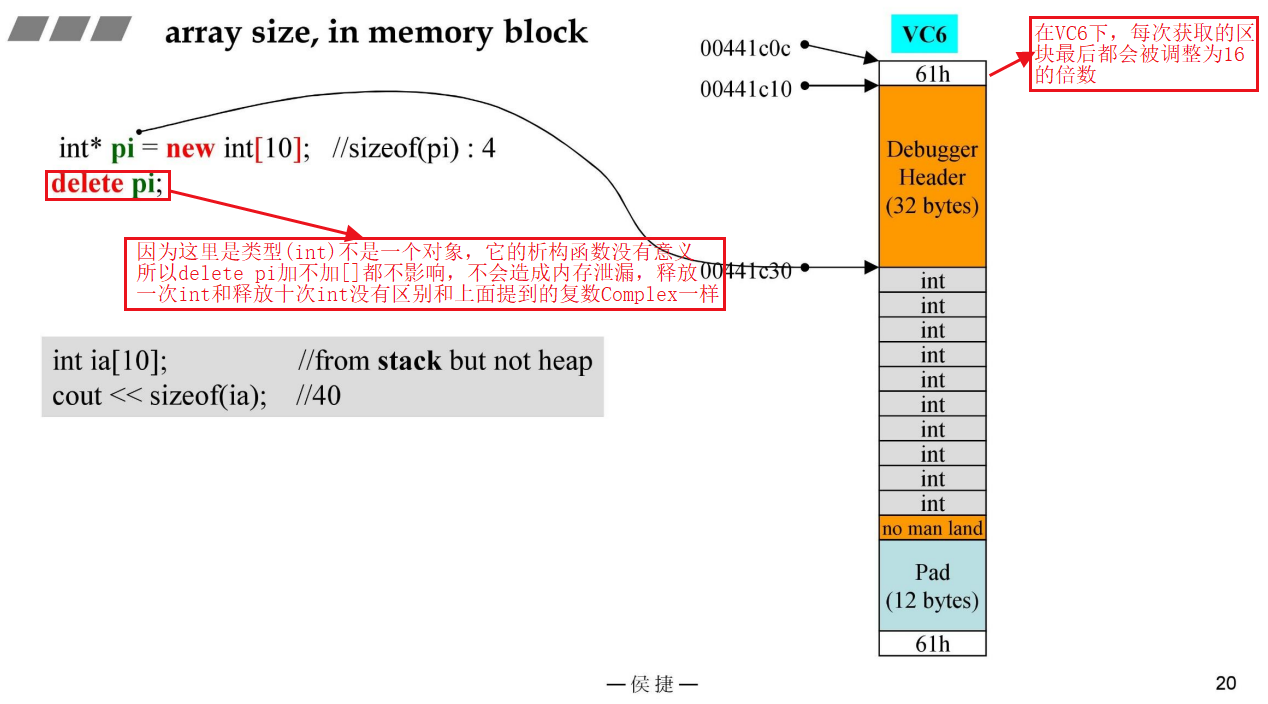 array size, in memory block
VC6
00441c0c
61h
在VC6下，每次获取的区
块最后都会被调整为16
的倍数
00441c10
Debugger
Header
(32 bytes)
int* pi = new int[10]; //sizeof(pi) : 4
delete pi;
因为这里是类型(int)不是一个对象，它的析构函数没有意义
所以delete pi加不加[]都不影响，不会造成内存泄漏，释放
一次int和释放十次int没有区别和上面提到的复数Complex一样
00441c30
int
int
int
int
int
int
int
int
int
int
no man land
Pad
(12 bytes)
61h
int ia[10]; //from stack but not heap
cout << sizeof(ia); //40
—侯捷—
20